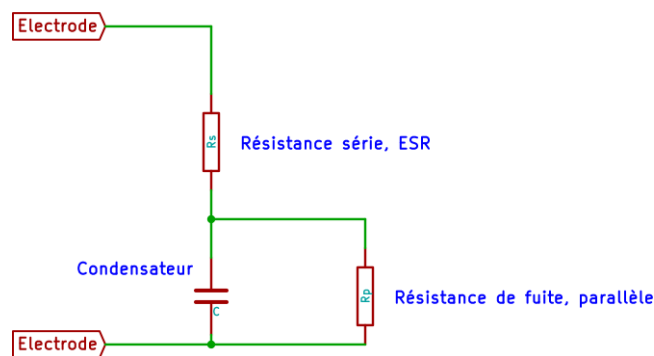 Electrode
Rs
Résistance série, ESR
Condensateur
C
Rp
Résistance de fuite, parallèle
Electrode